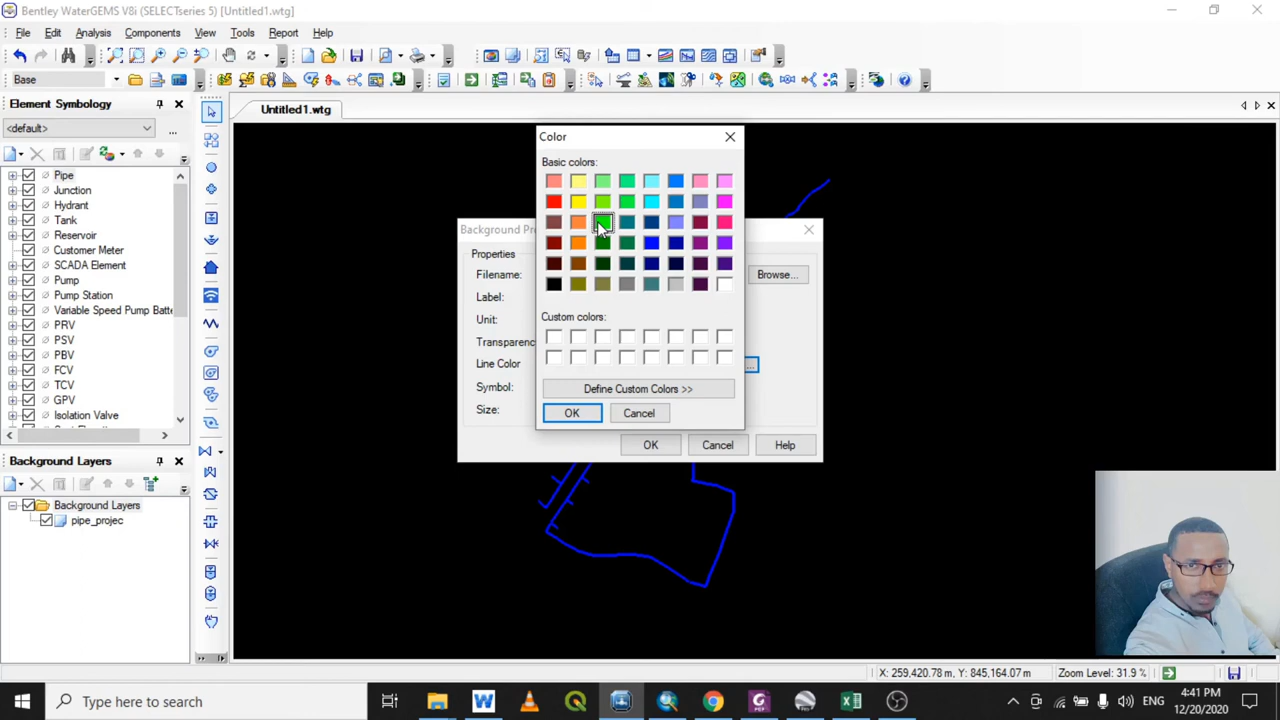 Bentley WaterGEMS V8i (SELECTseries 5) [Untitled1.wtg]
File Edit Analysis Components View Tools Report Help
Base
Element Symbology
<default>
Pipe
Junction
Hydrant
Tank
Reservoir
Customer Meter
SCADA Element
Pump
Pump Station
Variable Speed Pump Batte
PRV
PSV
PBV
FCV
TCV
GPV
Isolation Valve
Background Layers
Background Layers
pipe_projec
Untitled1.wtg
Color
Basic colors:
Custom colors:
Define Custom Colors >>
OK Cancel
Background Pr
Properties
Filename:
Browse...
Label:
Unit:
Transparenc
Line Color
...
Symbol:
Size:
OK Cancel Help
X: 259,420.78 m, Y: 845,164.07 m
Zoom Level: 31.9 %
Type here to search
ENG
4:41 PM
12/20/2020